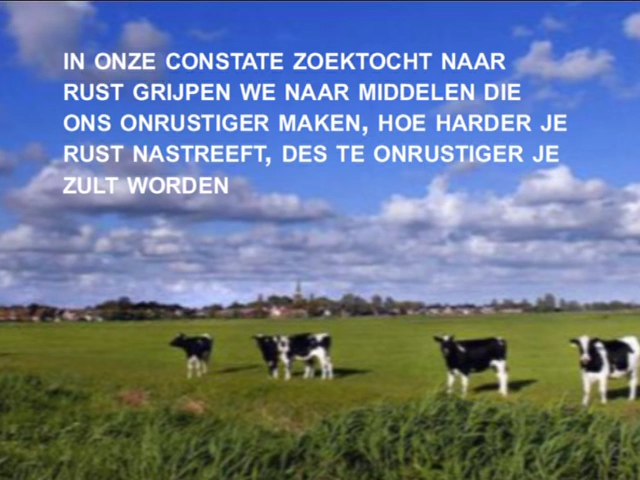 IN ONZE CONSTATE ZOEKTOCHT NAAR
RUST GRIJPEN WE NAAR MIDDELEN DIE
ONS ONRUSTIGER MAKEN, HOE HARDER JE
RUST NASTREEFT, DES TE ONRUSTIGER JE
ZULT WORDEN